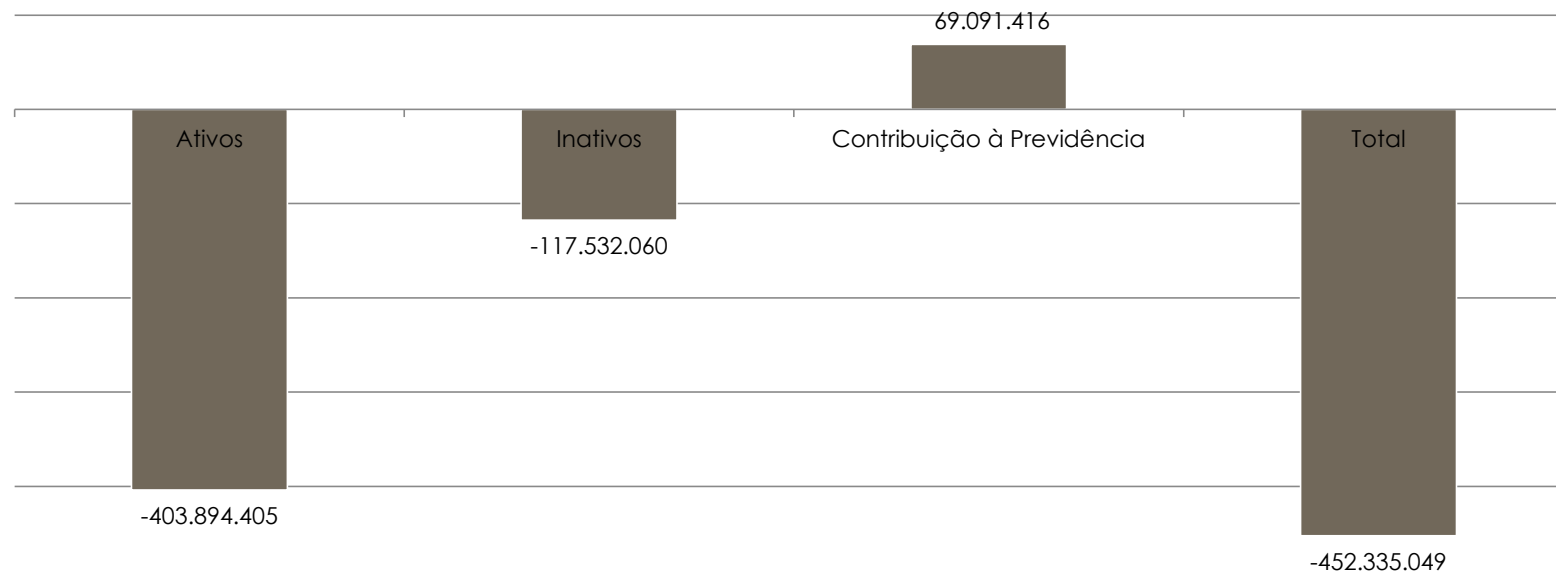 69.091.416
Ativos
Inativos
Contribuição à Previdência
Total
-117.532.060
-403.894.405
-452.335.049